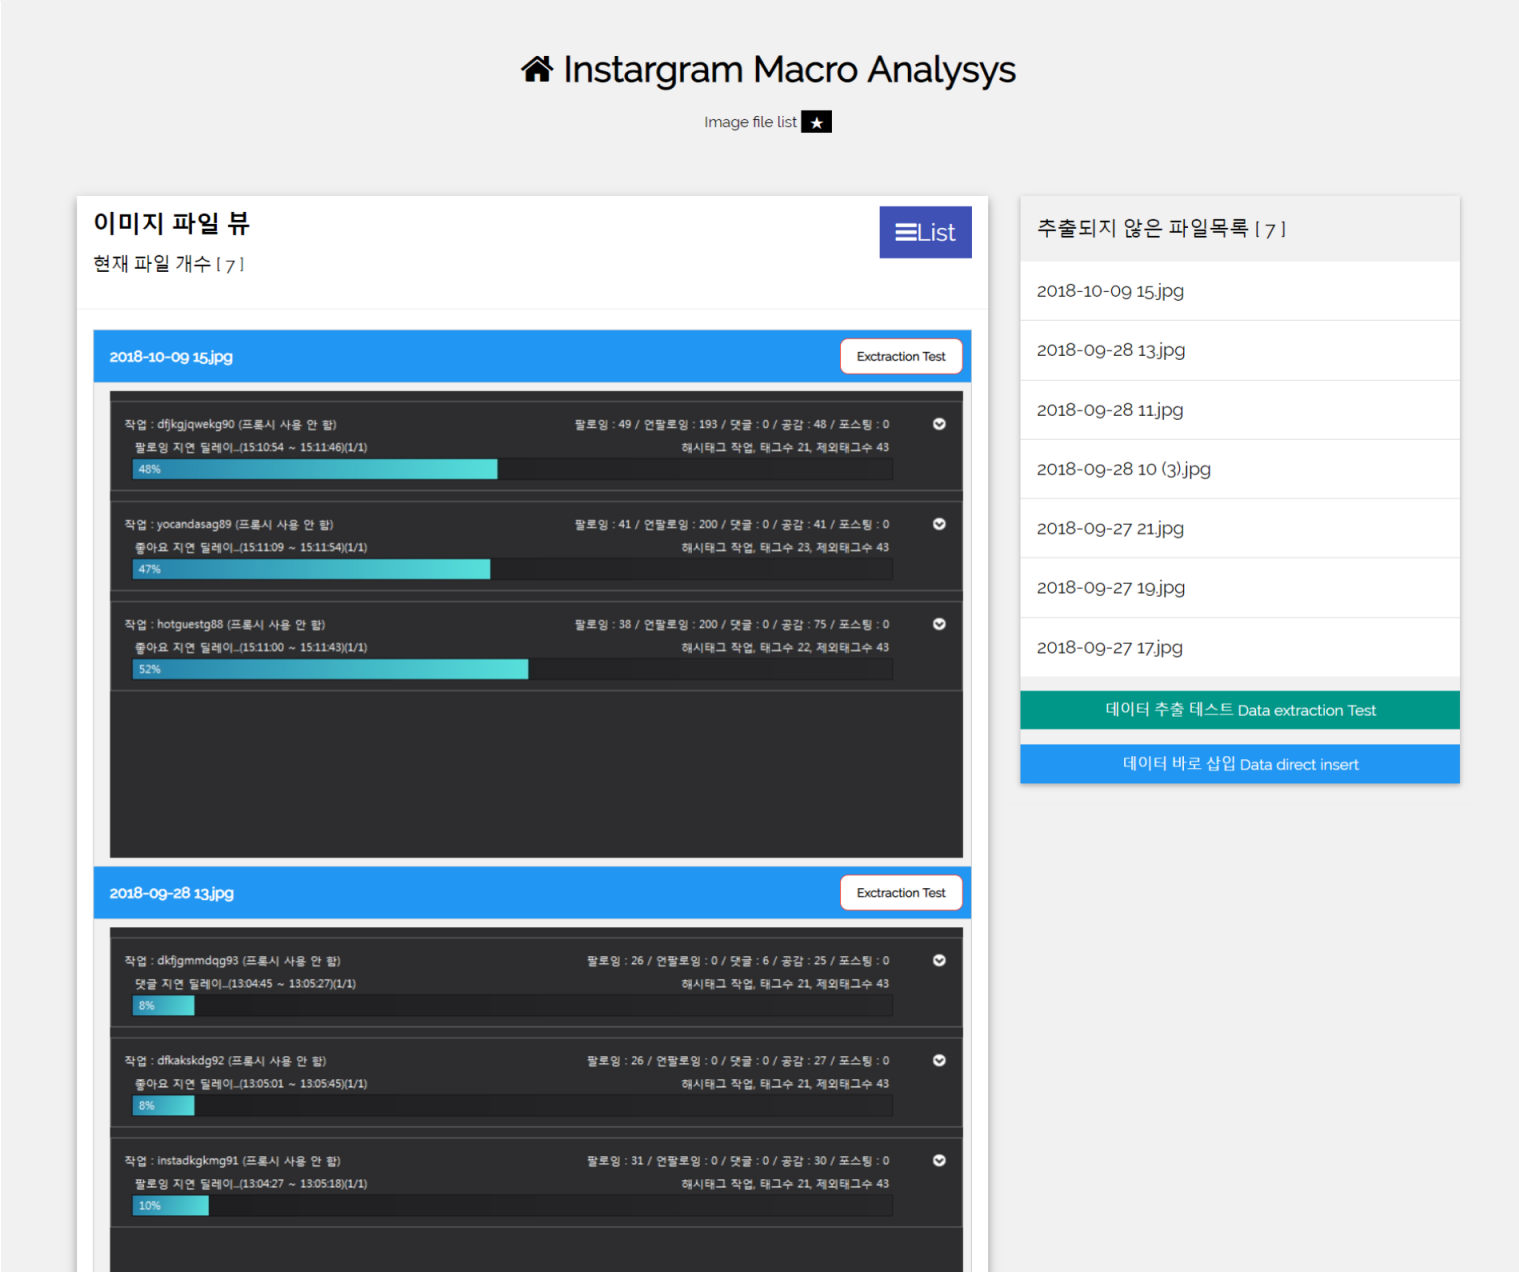 Instargram Macro Analysys
Image file list ★
이미지 파일 뷰
현재 파일 개수 [ 7 ]
List
2018-10-09 15.jpg
Exctraction Test
작업 : dfjkgjqwekg90 (프록시 사용 안 함)
팔로잉 : 49 / 언팔로잉 : 193 / 댓글 : 0 / 공감 : 48 / 포스팅 : 0
팔로잉 지연 딜레이...(15:10:54 ~ 15:11:46)(1/1)
해시태그 작업, 태그수 21, 제외태그수 43
48%
작업 : yocandasag89 (프록시 사용 안 함)
팔로잉 : 41 / 언팔로잉 : 200 / 댓글 : 0 / 공감 : 41 / 포스팅 : 0
좋아요 지연 딜레이...(15:11:09 ~ 15:11:54)(1/1)
해시태그 작업, 태그수 23, 제외태그수 43
47%
작업 : hotguestg88 (프록시 사용 안 함)
팔로잉 : 38 / 언팔로잉 : 200 / 댓글 : 0 / 공감 : 75 / 포스팅 : 0
좋아요 지연 딜레이...(15:11:00 ~ 15:11:43)(1/1)
해시태그 작업, 태그수 22, 제외태그수 43
52%
2018-09-28 13.jpg
Exctraction Test
작업 : dkfjgmmdqg93 (프록시 사용 안 함)
팔로잉 : 26 / 언팔로잉 : 0 / 댓글 : 6 / 공감 : 25 / 포스팅 : 0
댓글 지연 딜레이...(13:04:45 ~ 13:05:27)(1/1)
해시태그 작업, 태그수 21, 제외태그수 43
8%
작업 : dfkakskdg92 (프록시 사용 안 함)
팔로잉 : 26 / 언팔로잉 : 0 / 댓글 : 0 / 공감 : 27 / 포스팅 : 0
좋아요 지연 딜레이...(13:05:01 ~ 13:05:45)(1/1)
해시태그 작업, 태그수 21, 제외태그수 43
8%
작업 : instadkgkmg91 (프록시 사용 안 함)
팔로잉 : 31 / 언팔로잉 : 0 / 댓글 : 0 / 공감 : 30 / 포스팅 : 0
팔로잉 지연 딜레이...(13:04:27 ~ 13:05:18)(1/1)
해시태그 작업, 태그수 21, 제외태그수 43
10%
추출되지 않은 파일목록 [ 7 ]
2018-10-09 15.jpg
2018-09-28 13.jpg
2018-09-28 11.jpg
2018-09-28 10 (3).jpg
2018-09-27 21.jpg
2018-09-27 19.jpg
2018-09-27 17.jpg
데이터 추출 테스트 Data extraction Test
데이터 바로 삽입 Data direct insert